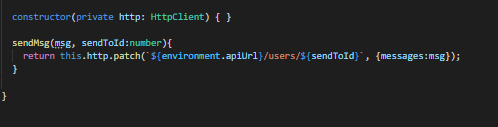 constructor(private http: HttpClient) { }
sendMsg(msg, sendToId:number){
return this.http.patch(`${environment.apiUrl}/users/${sendToId}`, {messages:msg});
}
}